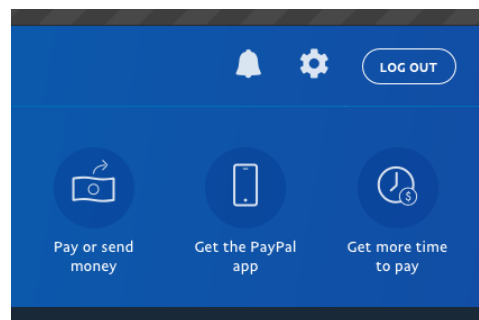 LOG OUT
Pay or send
money
Get the PayPal
app
Get more time
to pay